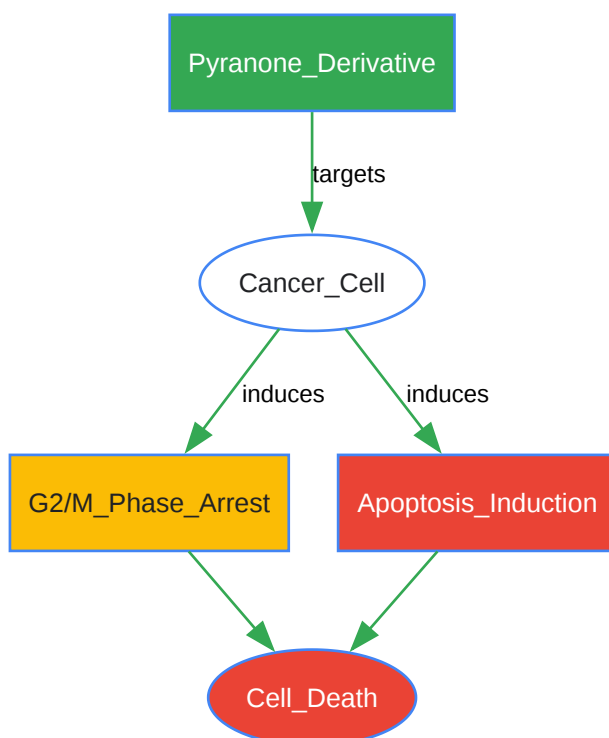 Pyranone_Derivative
targets
Cancer_Cell
induces
induces
G2/M_Phase_Arrest
Apoptosis_Induction
Cell_Death